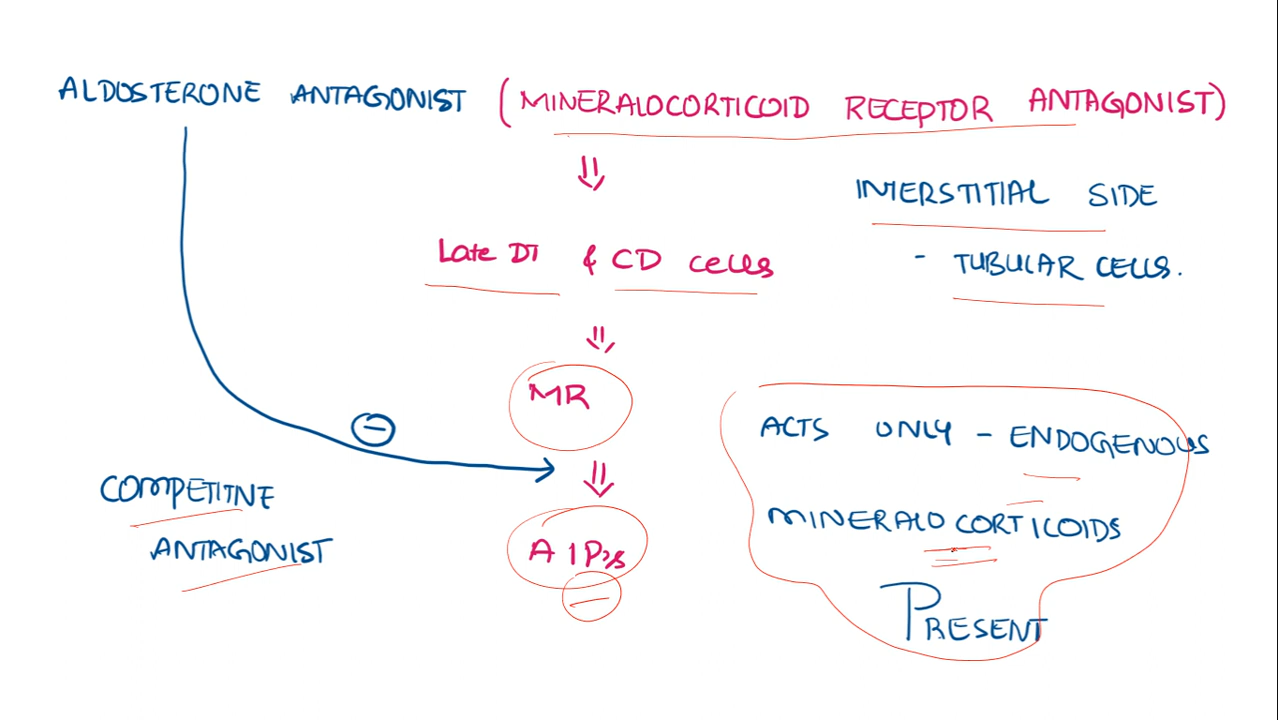 ALDOSTERONE ANTAGONIST (MINERALOCORTICOID RECEPTOR ANTAGONIST)
⇓
INTERSTITIAL SIDE
Late DT & CD cells
- TUBULAR CELLS.
⇓
MR
ACTS ONLY - ENDOGENOUS
⊖
⇓
COMPETITIVE
MINERALOCORTICOIDS
ANTAGONIST
AIP's
PRESENT